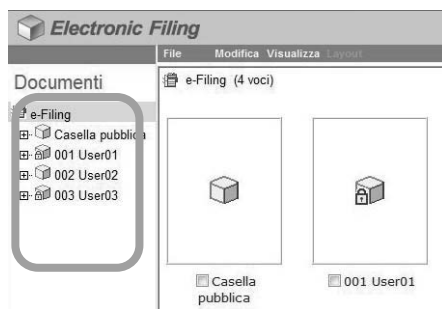 Electronic Filing
File Modifica Visualizza Layout
Documenti
e-Filing (4 voci)
e-Filing
Casella pubblica
001 User01
002 User02
003 User03
Casella pubblica
001 User01